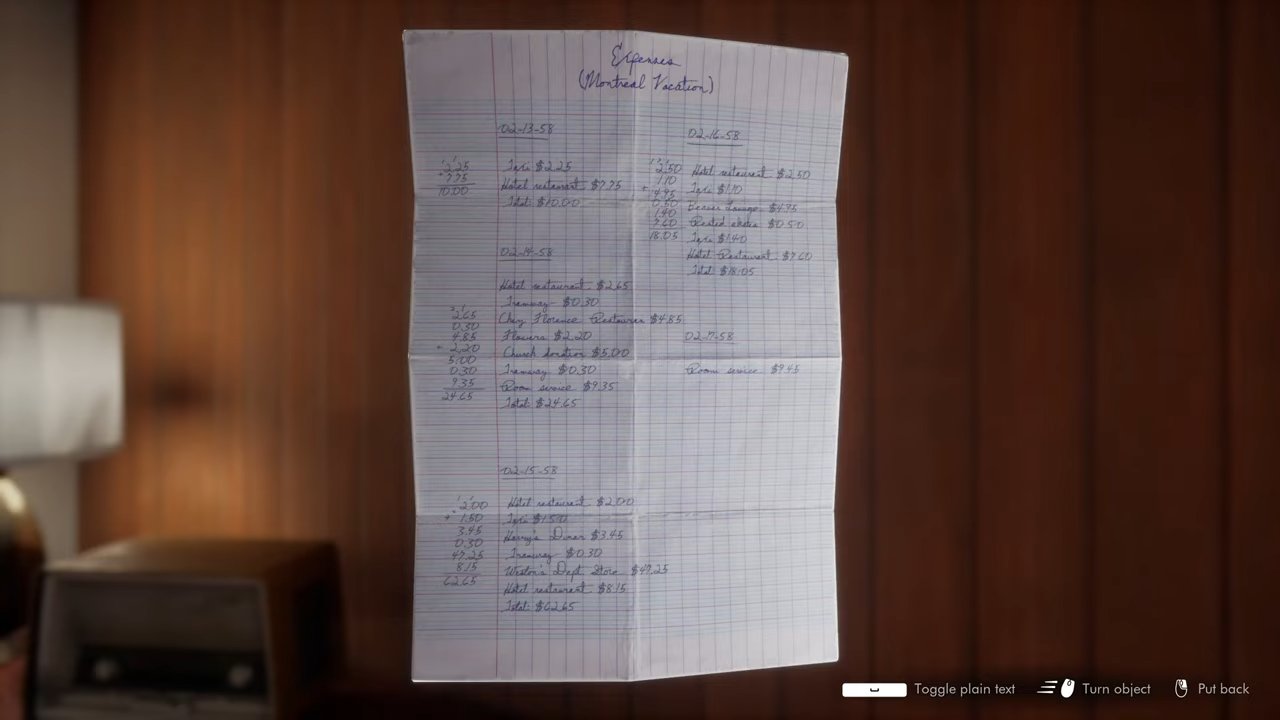 Expenses
(Montreal Vacation)
02-13-58
2.25
+ 7.75
10.00
Taxi $2.25
Hotel restaurant $7.75
Total: $10.00
02-14-58
2.65
0.30
4.85
+ 2.20
5.00
0.30
9.35
24.65
Hotel restaurant $2.65
Tramway $0.30
Chez Florence Restaurant $4.85
Flowers $2.20
Church donation $5.00
Tramway $0.30
Room service $9.35
Total: $24.65
02-15-58
2.00
+ 1.50
3.45
0.30
47.25
8.15
62.65
Hotel restaurant $2.00
Taxi $1.50
Harry's Diner $3.45
Tramway $0.30
Weston's Dept. Store $47.25
Hotel restaurant $8.15
Total: $62.65
02-16-58
2.50
1.10
+ 4.95
0.50
1.40
7.60
18.05
Hotel restaurant $2.50
Taxi $1.10
Beaver Lounge $4.95
Rented skates $0.50
Taxi $1.40
Hotel Restaurant $7.60
Total: $18.05
02-17-58
Room service $9.45
Toggle plain text
Turn object
Put back